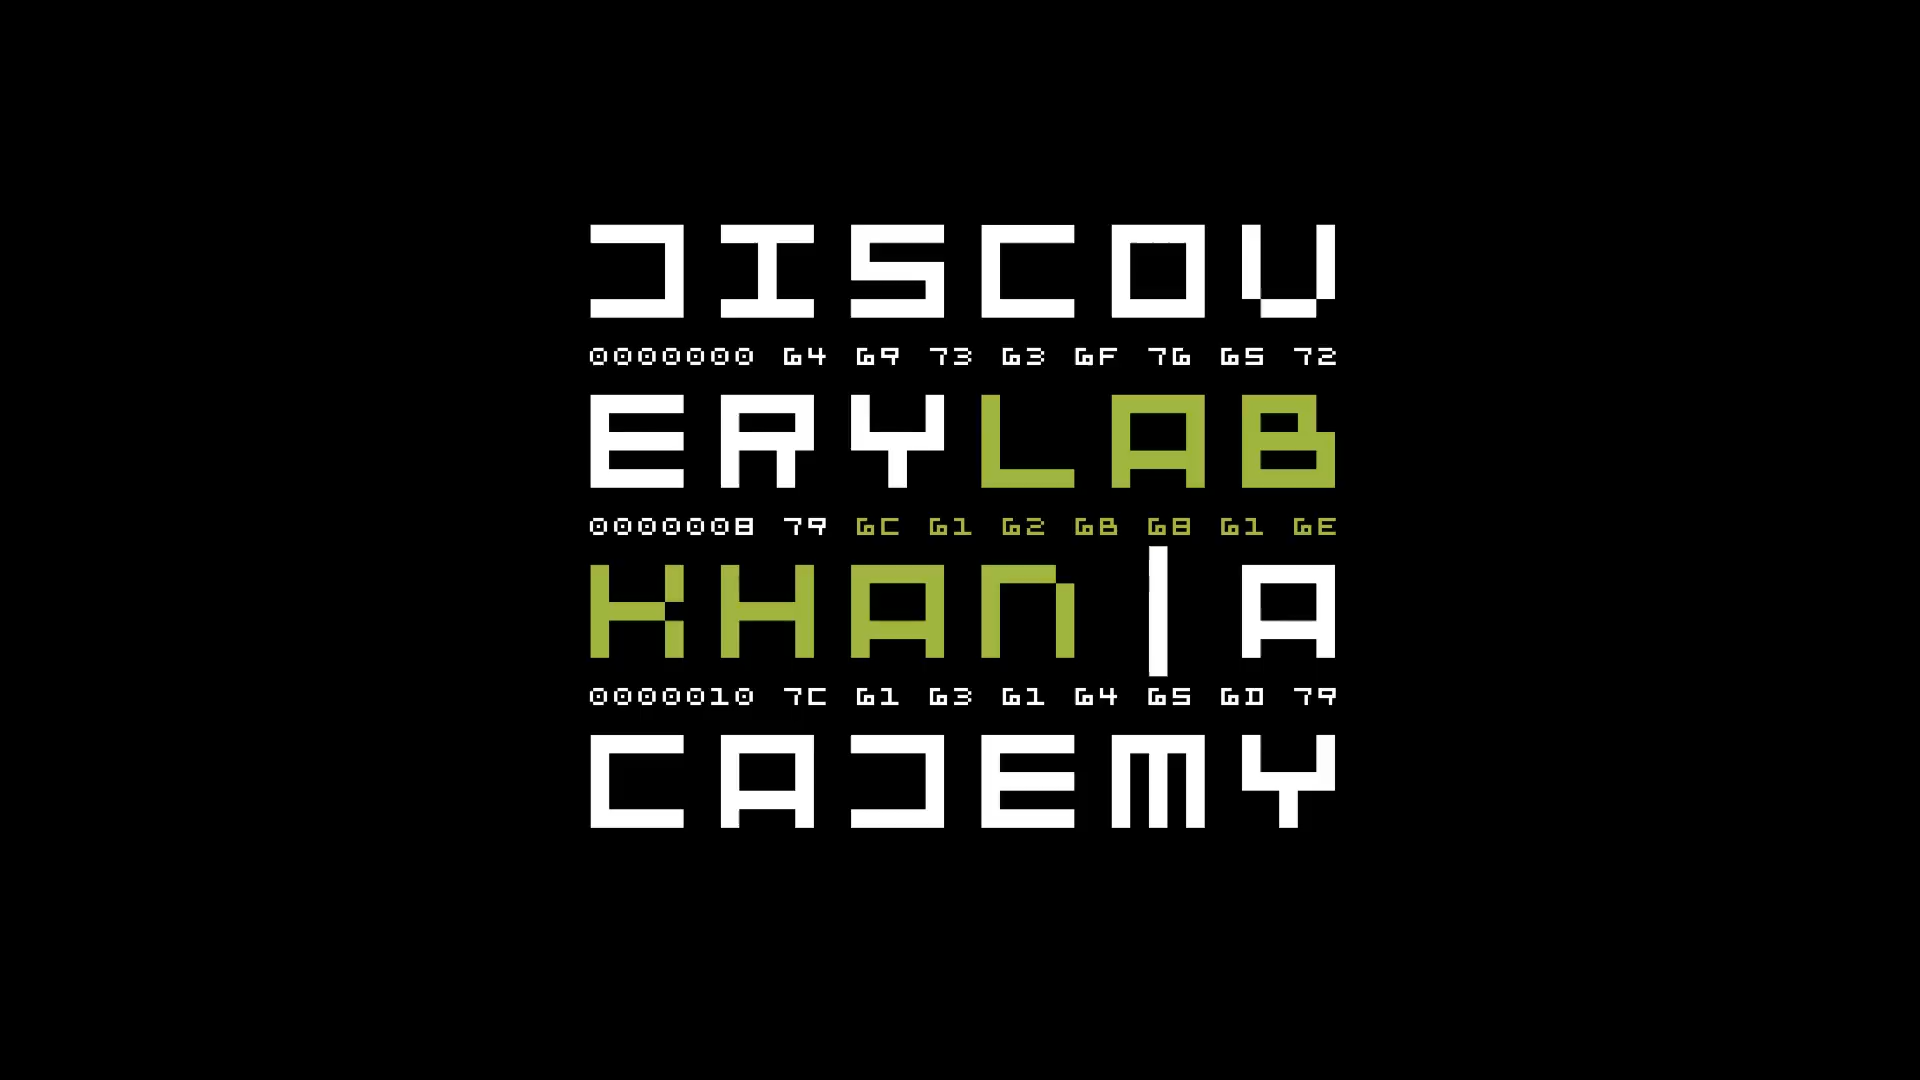 DISCOV
0000000 64 69 73 63 6F 76 65 72
ERYLAB
0000008 79 6C 61 62 6B 68 61 6E
KHAN|A
0000010 7C 61 63 61 64 65 6D 79
CADEMY